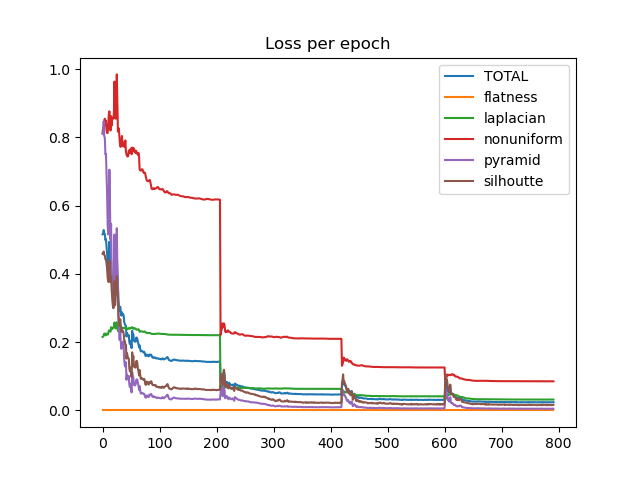 Loss per epoch
1.0
0.8
0.6
0.4
0.2
0.0
0 100 200 300 400 500 600 700 800
TOTAL
flatness
laplacian
nonuniform
pyramid
silhoutte